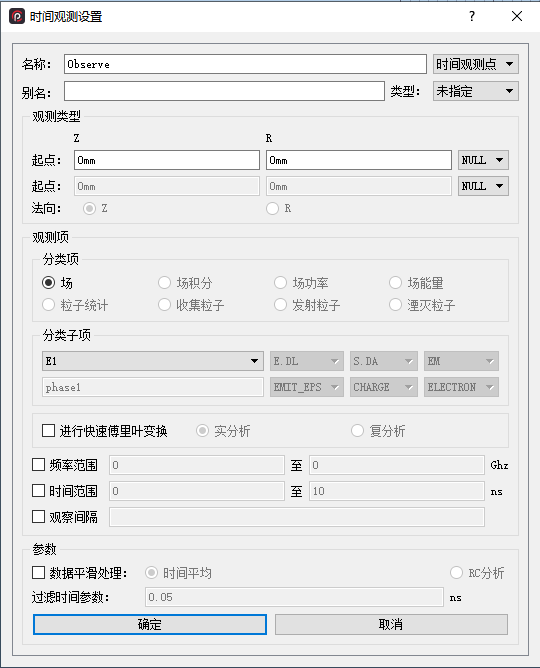 时间观测设置
名称: Observe 时间观测点
别名: 类型: 未指定
观测类型
Z R
起点: 0mm 0mm NULL
起点: 0mm 0mm NULL
法向: Z R
观测项
分类项
场 场积分 场功率 场能量
粒子统计 收集粒子 发射粒子 湮灭粒子
分类子项
E1 E.DL S.DA EM
phase1 EMIT_EPS CHARGE ELECTRON
进行快速傅里叶变换 实分析 复分析
频率范围 0 至 0 Ghz
时间范围 0 至 10 ns
观察间隔
参数
数据平滑处理: 时间平均 RC分析
过滤时间参数: 0.05 ns
确定 取消